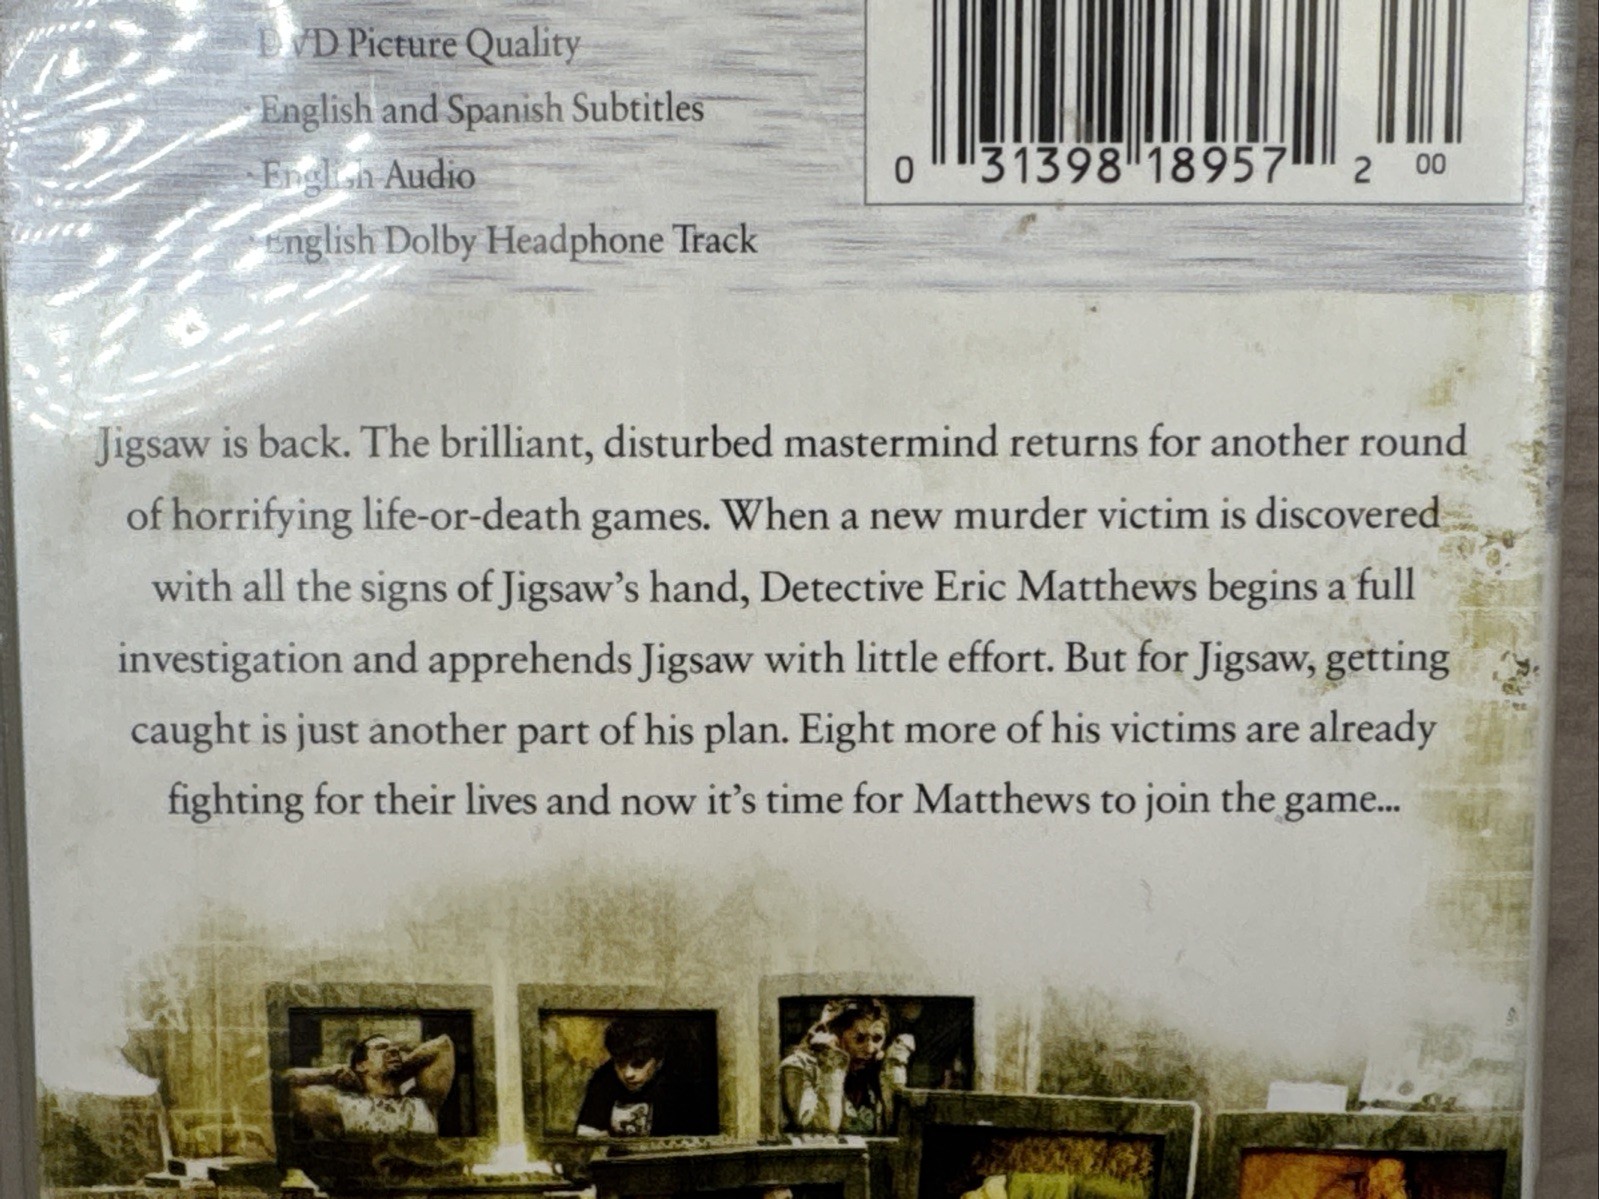 DVD Picture Quality
English and Spanish Subtitles
· English Audio
· English Dolby Headphone Track
0 31398 18957 2 00
Jigsaw is back. The brilliant, disturbed mastermind returns for another round
of horrifying life-or-death games. When a new murder victim is discovered
with all the signs of Jigsaw’s hand, Detective Eric Matthews begins a full
investigation and apprehends Jigsaw with little effort. But for Jigsaw, getting
caught is just another part of his plan. Eight more of his victims are already
fighting for their lives and now it’s time for Matthews to join the game...